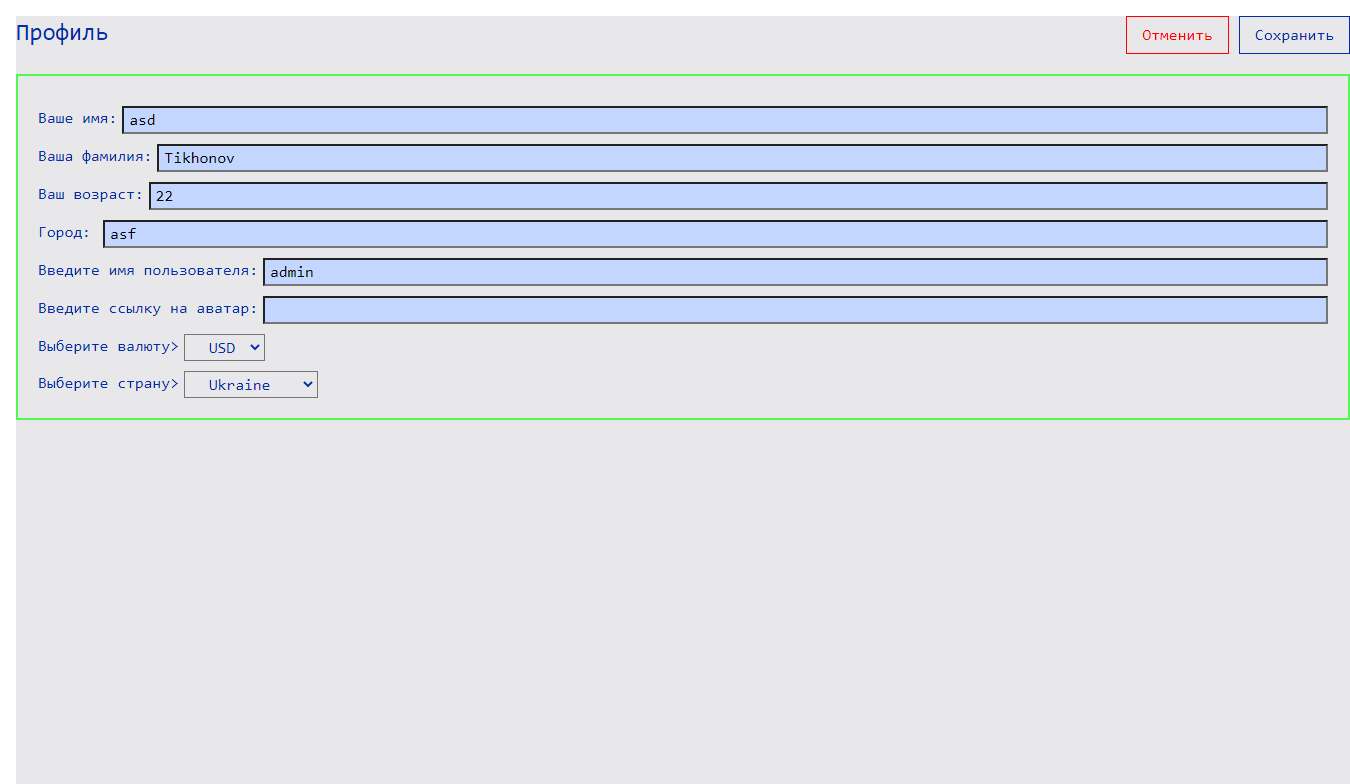 Профиль Отменить Сохранить
Ваше имя: asd
Ваша фамилия: Tikhonov
Ваш возраст: 22
Город: asf
Введите имя пользователя: admin
Введите ссылку на аватар:
Выберите валюту> USD
Выберите страну> Ukraine